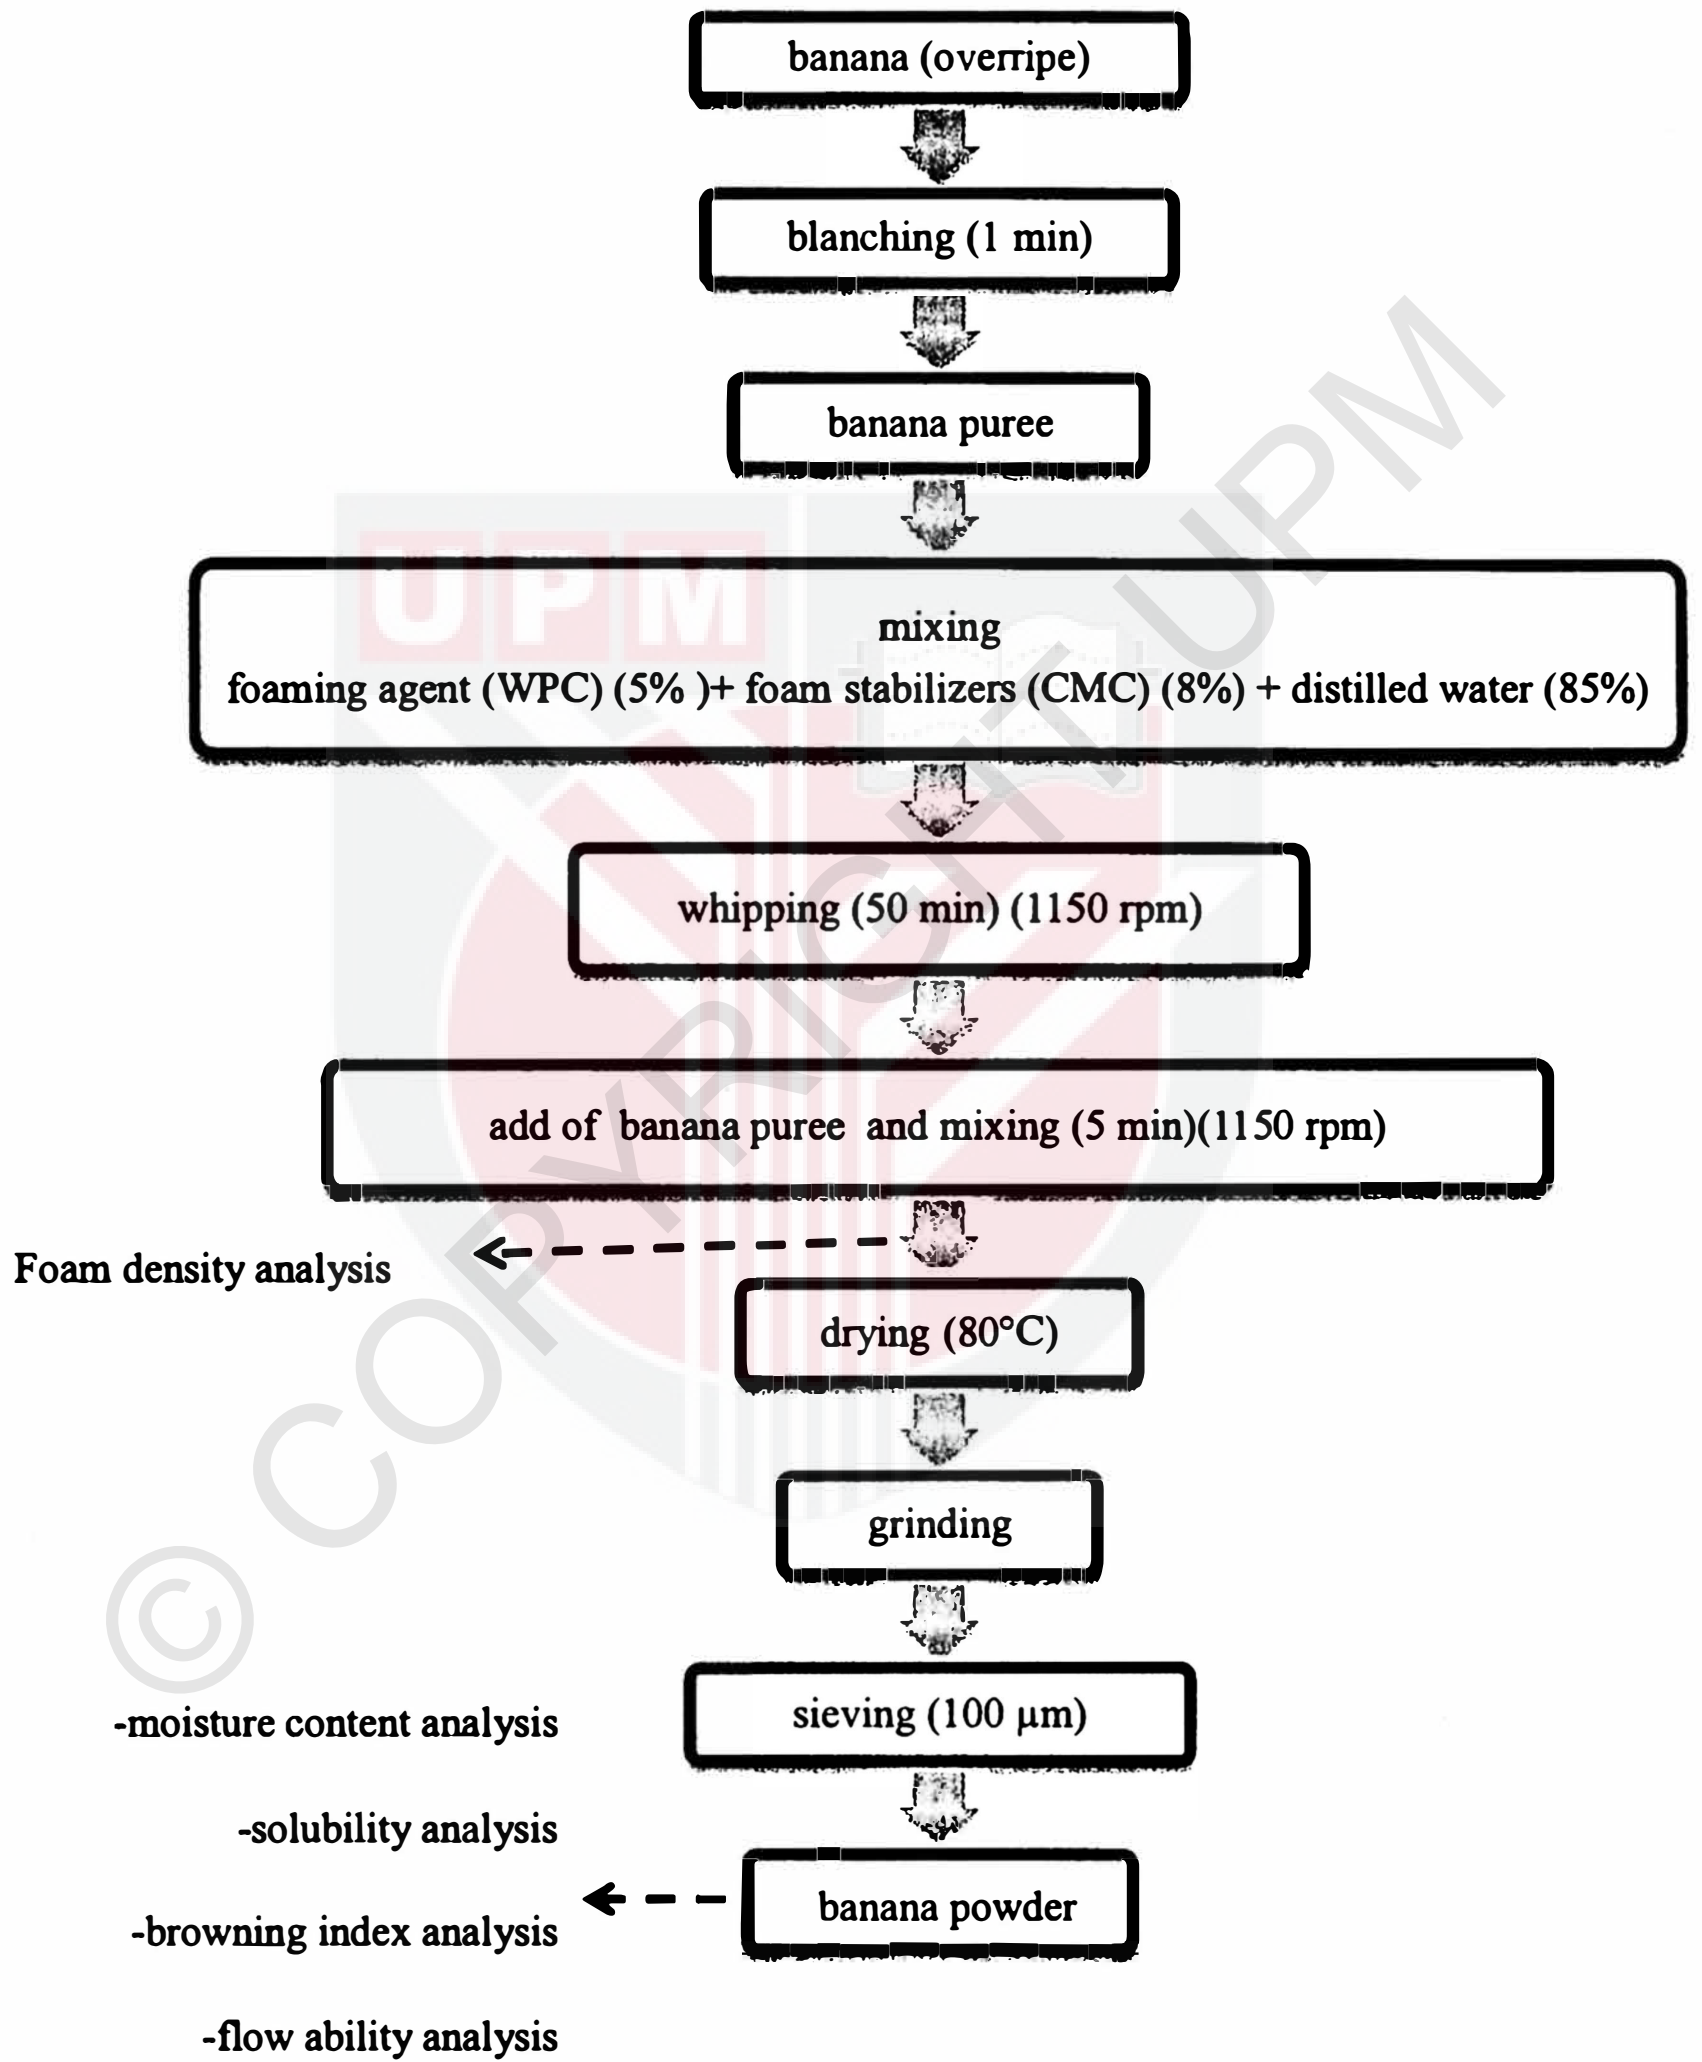 banana (overripe)
blanching (1 min)
banana puree
UPM
mixing
foaming agent (WPC) (5% )+ foam stabilizers (CMC) (8%) + distilled water (85%)
whipping (50 min) (1150 rpm)
add of banana puree and mixing (5 min)(1150 rpm)
Foam density analysis
drying (80°C)
grinding
sieving (100 μm)
-moisture content analysis
-solubility analysis
banana powder
-browning index analysis
-flow ability analysis
© COPYRIGHT UPM